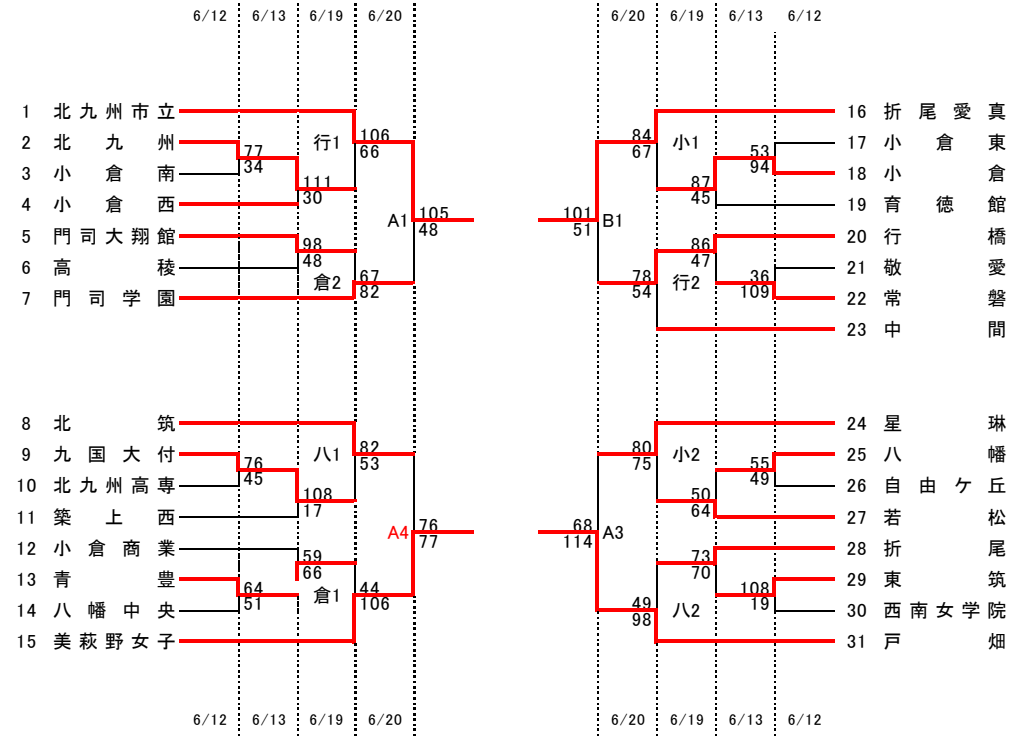 6/12 6/13 6/19 6/20 6/20 6/19 6/13 6/12
1 北九州市立
2 北九州
3 小倉南
4 小倉西
5 門司大翔館
6 高稜
7 門司学園
77
34
行1
111
30
98
48
倉2
106
66
67
82
A1
105
48
8 北筑
9 九国大付
10 北九州高専
11 築上西
12 小倉商業
13 青豊
14 八幡中央
15 美萩野女子
76
45
64
51
八1
108
17
59
66
倉1
82
53
44
106
A4
76
77
101
51
B1
84
67
78
54
小1
87
45
86
47
行2
53
94
36
109
16 折尾愛真
17 小倉東
18 小倉
19 育徳館
20 行橋
21 敬愛
22 常磐
23 中間
68
114
A3
80
75
49
98
小2
50
64
73
70
八2
55
49
108
19
24 星琳
25 八幡
26 自由ケ丘
27 若松
28 折尾
29 東筑
30 西南女学院
31 戸畑
6/12 6/13 6/19 6/20 6/20 6/19 6/13 6/12